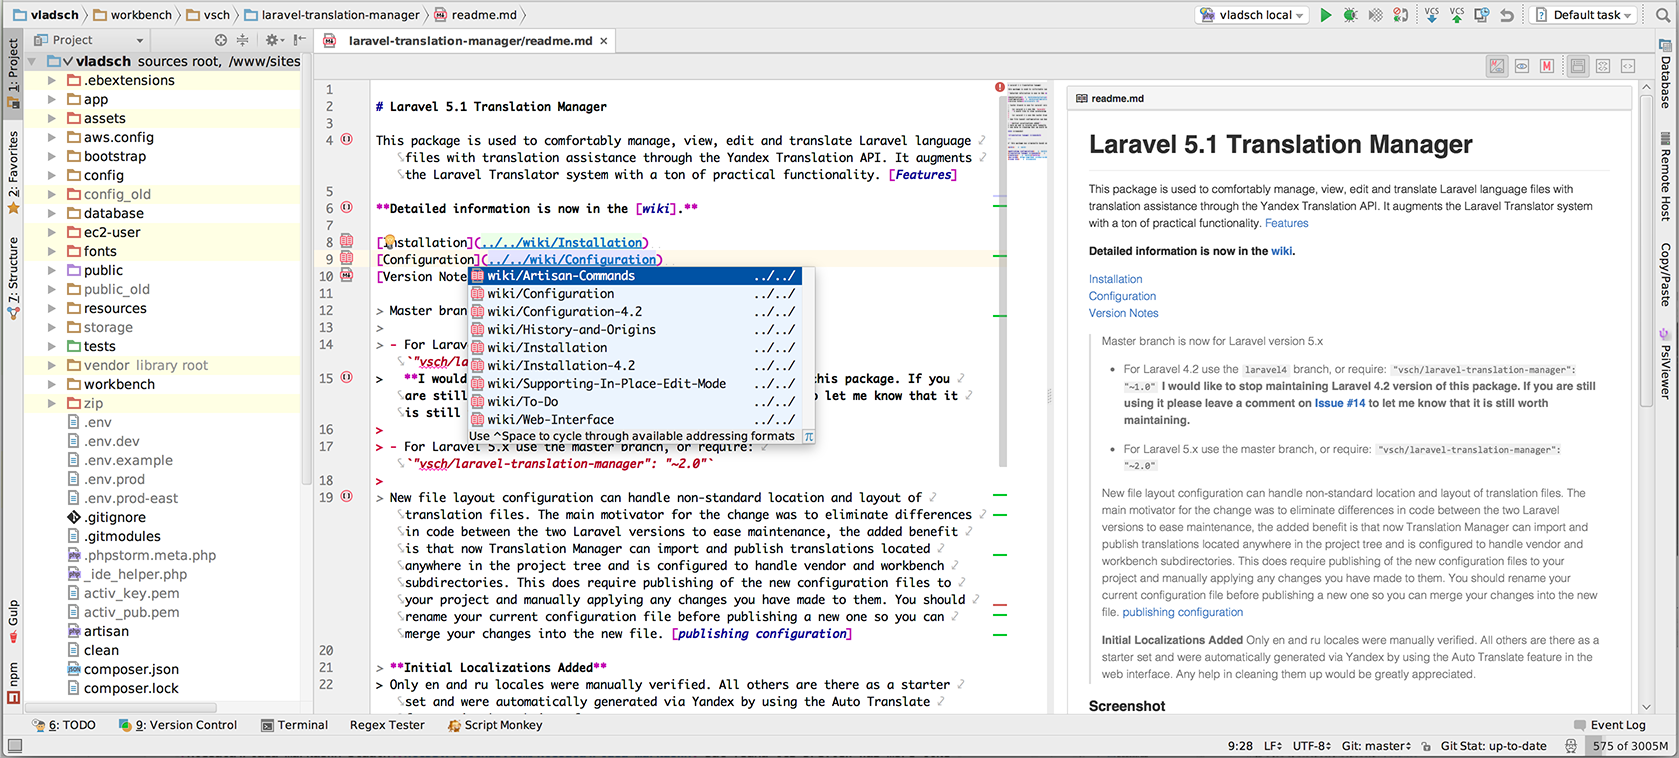 vladsch
workbench
vsch
laravel-translation-manager
readme.md
vladsch local
VCS
VCS
Default task
Project
laravel-translation-manager/readme.md
1: Project
2: Favorites
7: Structure
Gulp
npm
vladsch sources root, /www/sites
.ebextensions
app
assets
aws.config
bootstrap
config
config_old
database
ec2-user
fonts
public
public_old
resources
storage
tests
vendor library root
workbench
zip
.env
.env.dev
.env.example
.env.prod
.env.prod-east
.gitignore
.gitmodules
.phpstorm.meta.php
_ide_helper.php
activ_key.pem
activ_pub.pem
artisan
clean
composer.json
composer.lock
1
2 # Laravel 5.1 Translation Manager
3
4 This package is used to comfortably manage, view, edit and translate Laravel language
files with translation assistance through the Yandex Translation API. It augments
the Laravel Translator system with a ton of practical functionality. [Features]
5
6 **Detailed information is now in the [wiki].**
7
8 [Installation](../../wiki/Installation)
9 [Configuration](../../wiki/Configuration)
10 [Version Note
11
12 > Master bran
13 >
14 > - For Larav
`"vsch/la
15 > **I would
his package. If you
are still
o let me know that it
is still
16 >
17 > - For Laravel 5.x use the master branch, or require:
`"vsch/laravel-translation-manager": "~2.0"`
18 >
19 > New file layout configuration can handle non-standard location and layout of
translation files. The main motivator for the change was to eliminate differences
in code between the two Laravel versions to ease maintenance, the added benefit
is that now Translation Manager can import and publish translations located
anywhere in the project tree and is configured to handle vendor and workbench
subdirectories. This does require publishing of the new configuration files to
your project and manually applying any changes you have made to them. You should
rename your current configuration file before publishing a new one so you can
merge your changes into the new file. [publishing configuration]
20
21 > **Initial Localizations Added**
22 > Only en and ru locales were manually verified. All others are there as a starter
set and were automatically generated via Yandex by using the Auto Translate
wiki/Artisan-Commands ../../
wiki/Configuration ../../
wiki/Configuration-4.2 ../../
wiki/History-and-Origins ../../
wiki/Installation ../../
wiki/Installation-4.2 ../../
wiki/Supporting-In-Place-Edit-Mode ../../
wiki/To-Do ../../
wiki/Web-Interface ../../
Use ^Space to cycle through available addressing formats π
readme.md
Laravel 5.1 Translation Manager
This package is used to comfortably manage, view, edit and translate Laravel language files with
translation assistance through the Yandex Translation API. It augments the Laravel Translator system
with a ton of practical functionality. Features
Detailed information is now in the wiki.
Installation
Configuration
Version Notes
Master branch is now for Laravel version 5.x
• For Laravel 4.2 use the laravel4 branch, or require: "vsch/laravel-translation-manager":
"~1.0" I would like to stop maintaining Laravel 4.2 version of this package. If you are still
using it please leave a comment on Issue #14 to let me know that it is still worth
maintaining.
• For Laravel 5.x use the master branch, or require: "vsch/laravel-translation-manager":
"~2.0"
New file layout configuration can handle non-standard location and layout of translation files. The
main motivator for the change was to eliminate differences in code between the two Laravel
versions to ease maintenance, the added benefit is that now Translation Manager can import and
publish translations located anywhere in the project tree and is configured to handle vendor and
workbench subdirectories. This does require publishing of the new configuration files to your
project and manually applying any changes you have made to them. You should rename your
current configuration file before publishing a new one so you can merge your changes into the new
file. publishing configuration
Initial Localizations Added Only en and ru locales were manually verified. All others are there as a
starter set and were automatically generated via Yandex by using the Auto Translate feature in the
web interface. Any help in cleaning them up would be greatly appreciated.
Screenshot
Database
Remote Host
Copy/Paste
PsiViewer
6: TODO
9: Version Control
Terminal
Regex Tester
Script Monkey
Event Log
9:28
LF
UTF-8
Git: master
Git Stat: up-to-date
575 of 3005M